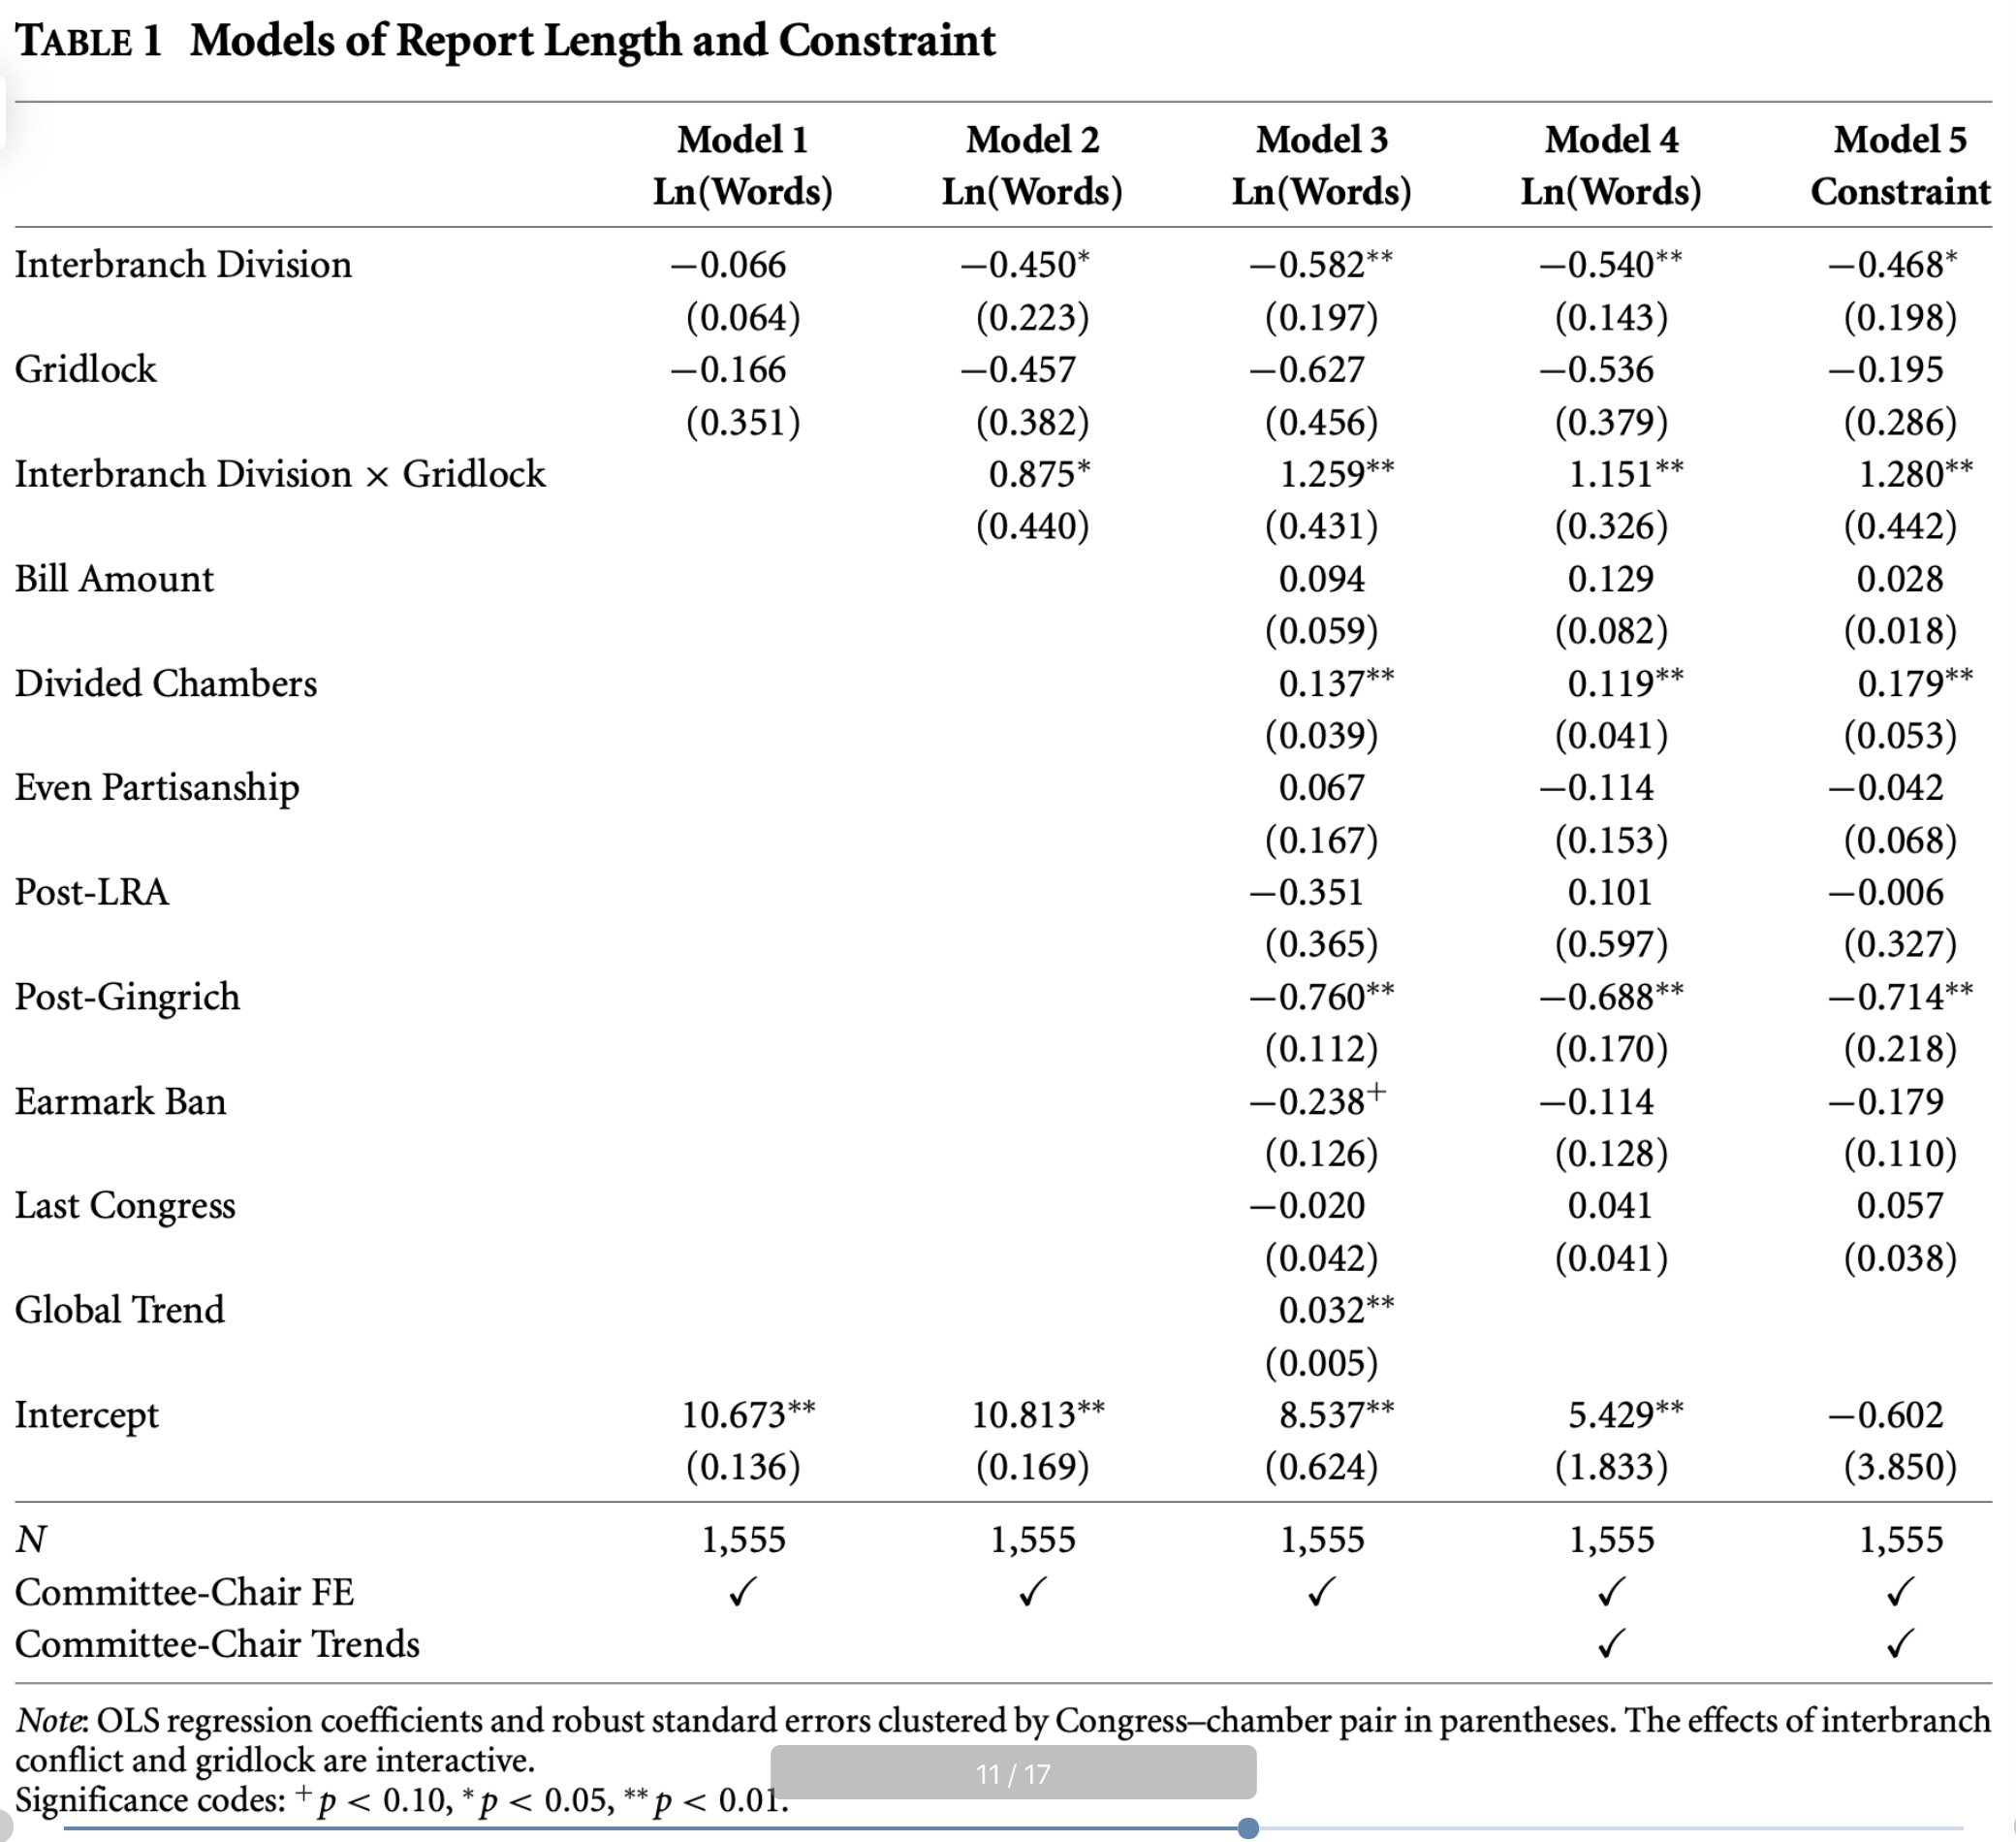 TABLE 1 Models of Report Length and Constraint
Model 1 Model 2 Model 3 Model 4 Model 5
Ln(Words) Ln(Words) Ln(Words) Ln(Words) Constraint
Interbranch Division −0.066 −0.450* −0.582** −0.540** −0.468*
(0.064) (0.223) (0.197) (0.143) (0.198)
Gridlock −0.166 −0.457 −0.627 −0.536 −0.195
(0.351) (0.382) (0.456) (0.379) (0.286)
Interbranch Division × Gridlock 0.875* 1.259** 1.151** 1.280**
(0.440) (0.431) (0.326) (0.442)
Bill Amount 0.094 0.129 0.028
(0.059) (0.082) (0.018)
Divided Chambers 0.137** 0.119** 0.179**
(0.039) (0.041) (0.053)
Even Partisanship 0.067 −0.114 −0.042
(0.167) (0.153) (0.068)
Post-LRA −0.351 0.101 −0.006
(0.365) (0.597) (0.327)
Post-Gingrich −0.760** −0.688** −0.714**
(0.112) (0.170) (0.218)
Earmark Ban −0.238+ −0.114 −0.179
(0.126) (0.128) (0.110)
Last Congress −0.020 0.041 0.057
(0.042) (0.041) (0.038)
Global Trend 0.032**
(0.005)
Intercept 10.673** 10.813** 8.537** 5.429** −0.602
(0.136) (0.169) (0.624) (1.833) (3.850)
N 1,555 1,555 1,555 1,555 1,555
Committee-Chair FE ✓ ✓ ✓ ✓ ✓
Committee-Chair Trends ✓ ✓
Note: OLS regression coefficients and robust standard errors clustered by Congress–chamber pair in parentheses. The effects of interbranch
conflict and gridlock are interactive.
11 / 17
Significance codes: +p < 0.10, *p < 0.05, **p < 0.01.